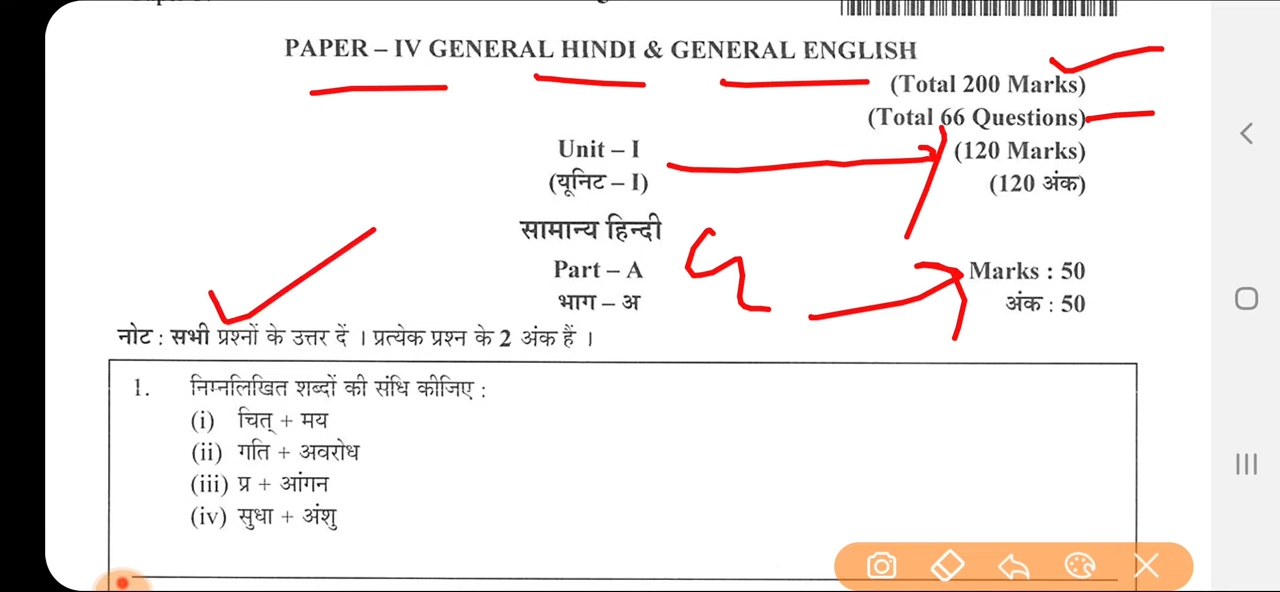 PAPER – IV GENERAL HINDI & GENERAL ENGLISH
(Total 200 Marks)
(Total 66 Questions)
Unit – I (120 Marks)
(यूनिट – I) (120 अंक)
सामान्य हिन्दी
Part – A Marks : 50
भाग – अ अंक : 50
नोट : सभी प्रश्नों के उत्तर दें । प्रत्येक प्रश्न के 2 अंक हैं ।
1. निम्नलिखित शब्दों की संधि कीजिए :
(i) चित् + मय
(ii) गति + अवरोध
(iii) प्र + आंगन
(iv) सुधा + अंशु